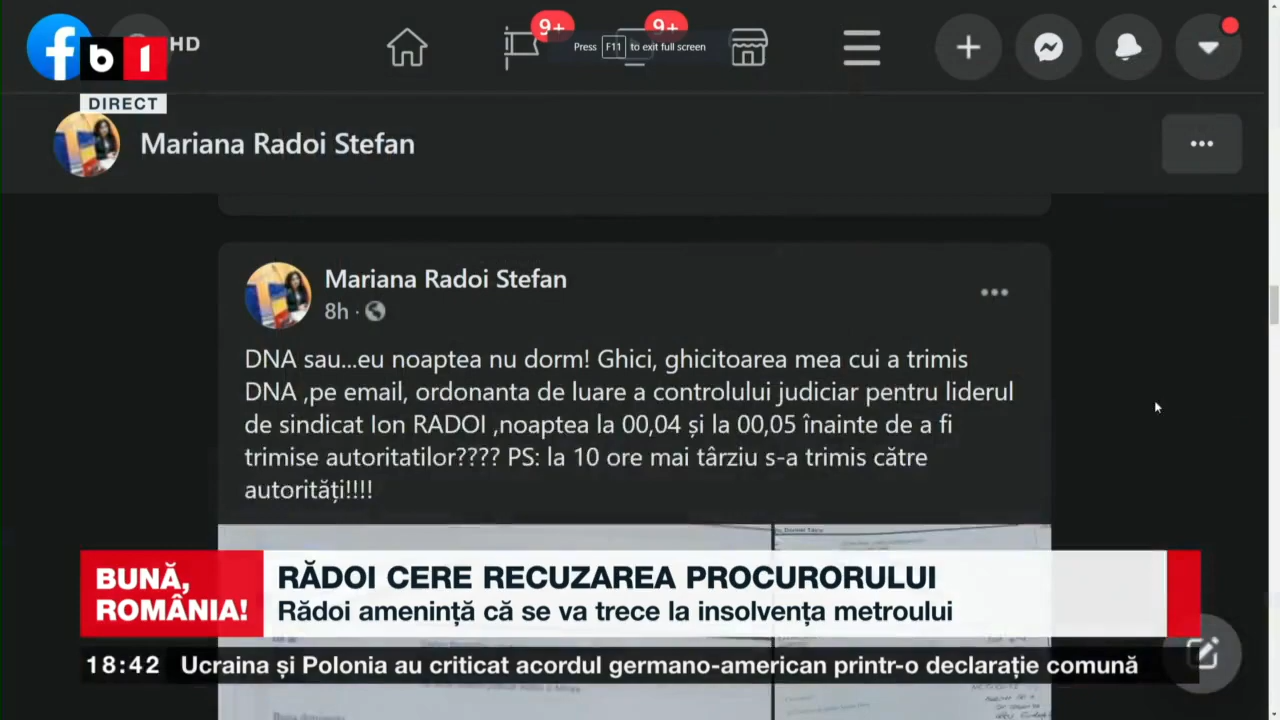 HD
9+
9+
Press F11 to exit full screen
b1
DIRECT
Mariana Radoi Stefan
Mariana Radoi Stefan
8h ·
DNA sau...eu noaptea nu dorm! Ghici, ghicitoarea mea cui a trimis
DNA ,pe email, ordonanta de luare a controlului judiciar pentru liderul
de sindicat Ion RADOI ,noaptea la 00,04 și la 00,05 înainte de a fi
trimise autoritatilor???? PS: la 10 ore mai târziu s-a trimis către
autorități!!!!
BUNĂ,
ROMÂNIA!
RĂDOI CERE RECUZAREA PROCURORULUI
Rădoi amenință că se va trece la insolvența metroului
18:42 Ucraina și Polonia au criticat acordul germano-american printr-o declarație comună